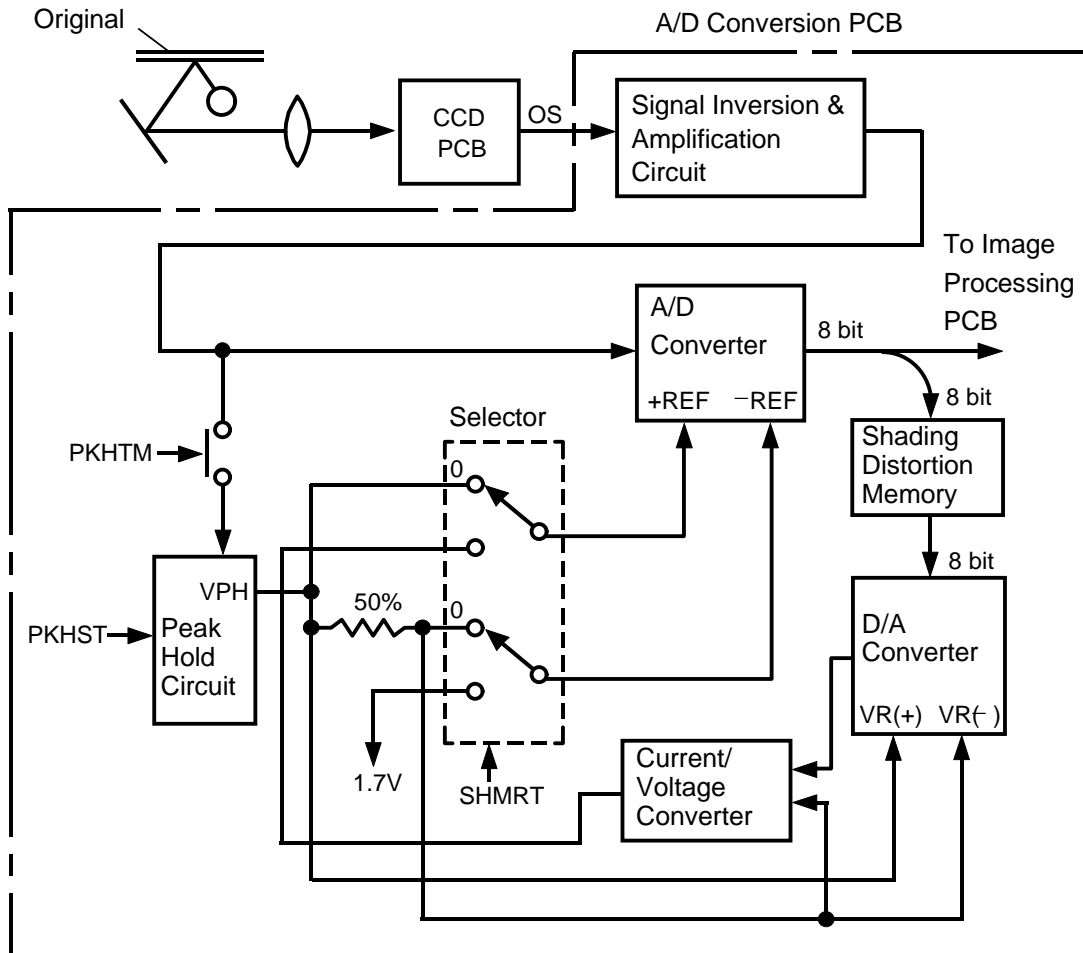 Original
A/D Conversion PCB
CCD
PCB
OS
Signal Inversion &
Amplification
Circuit
To Image
Processing
PCB
A/D
Converter
+REF −REF
8 bit
8 bit
Shading
Distortion
Memory
8 bit
Selector
0
PKHTM
VPH
Peak
Hold
Circuit
PKHST
50%
0
1.7V
SHMRT
D/A
Converter
VR(+) VR(−)
Current/
Voltage
Converter